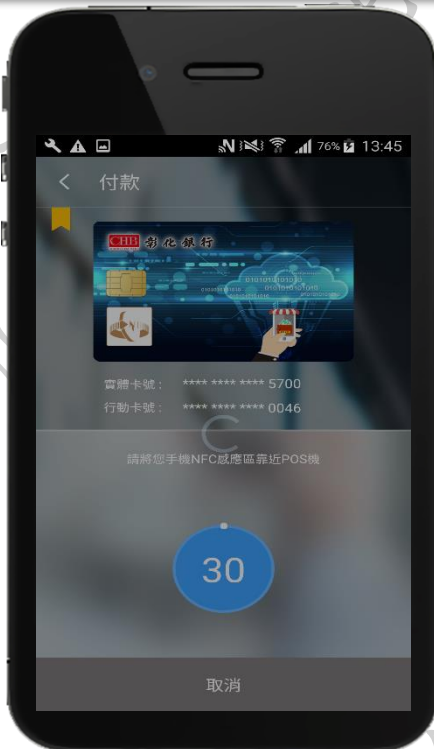 76% 13:45
付款
CHB 彰化銀行
0101010101010
010101010101010
實體卡號： **** **** **** 5700
行動卡號： **** **** **** 0046
請將您手機NFC感應區靠近POS機
30
取消